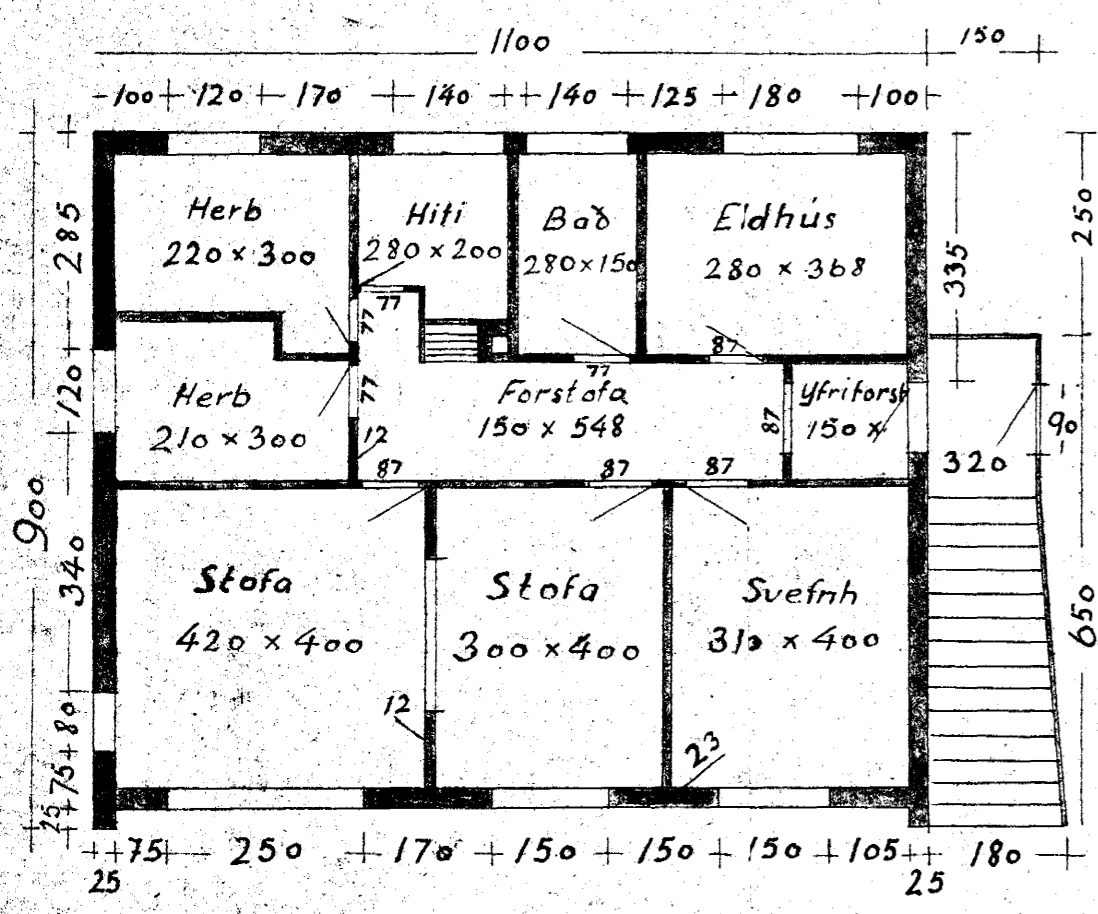 1100 150
100 120 170 140 140 125 180 100
Herb
220 × 300
Hiti
280 × 200
Bað
280×150
Eldhús
280 × 368
285
335
250
77
77
77
87
120
Herb
210 × 300
77
12
Forstofa
150 × 548
87
Yfriforst
150 ×
90
320
87 87 87
900
340
Stofa
420 × 400
Stofa
300 × 400
Svefnh
310 × 400
650
12
23
80
75
25
75 250 170 150 150 150 105 180
25 25